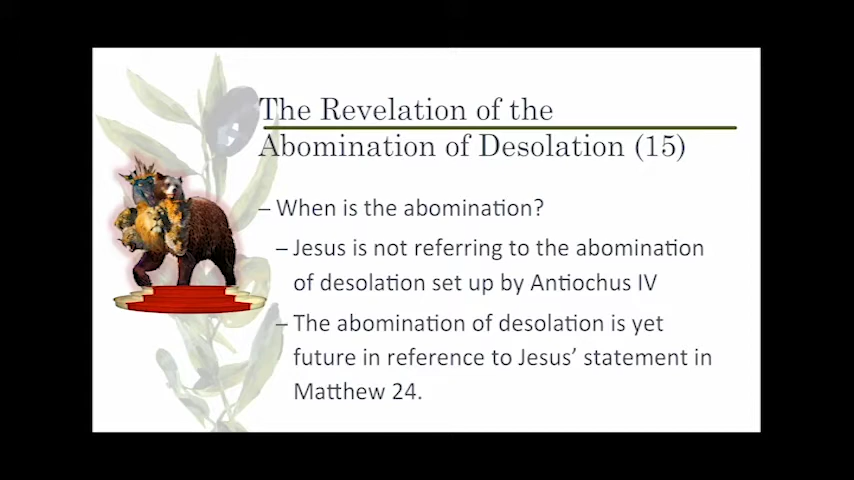 The Revelation of the
Abomination of Desolation (15)
– When is the abomination?
– Jesus is not referring to the abomination
of desolation set up by Antiochus IV
– The abomination of desolation is yet
future in reference to Jesus’ statement in
Matthew 24.